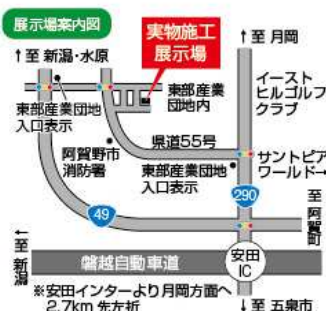 展示場案内図
実物施工
展示場
↑至 新潟・水原
↑至 月岡
東部産業
団地内
イースト
ヒルゴルフ
クラブ
東部産業団地
入口表示
阿賀野市
消防署
県道55号
東部産業団地
入口表示
サントピア
ワールド→
290
49
至 阿賀町→
←至 新潟
磐越自動車道
安田
IC
※安田インターより月岡方面へ
2.7km 先左折
↓至 五泉市